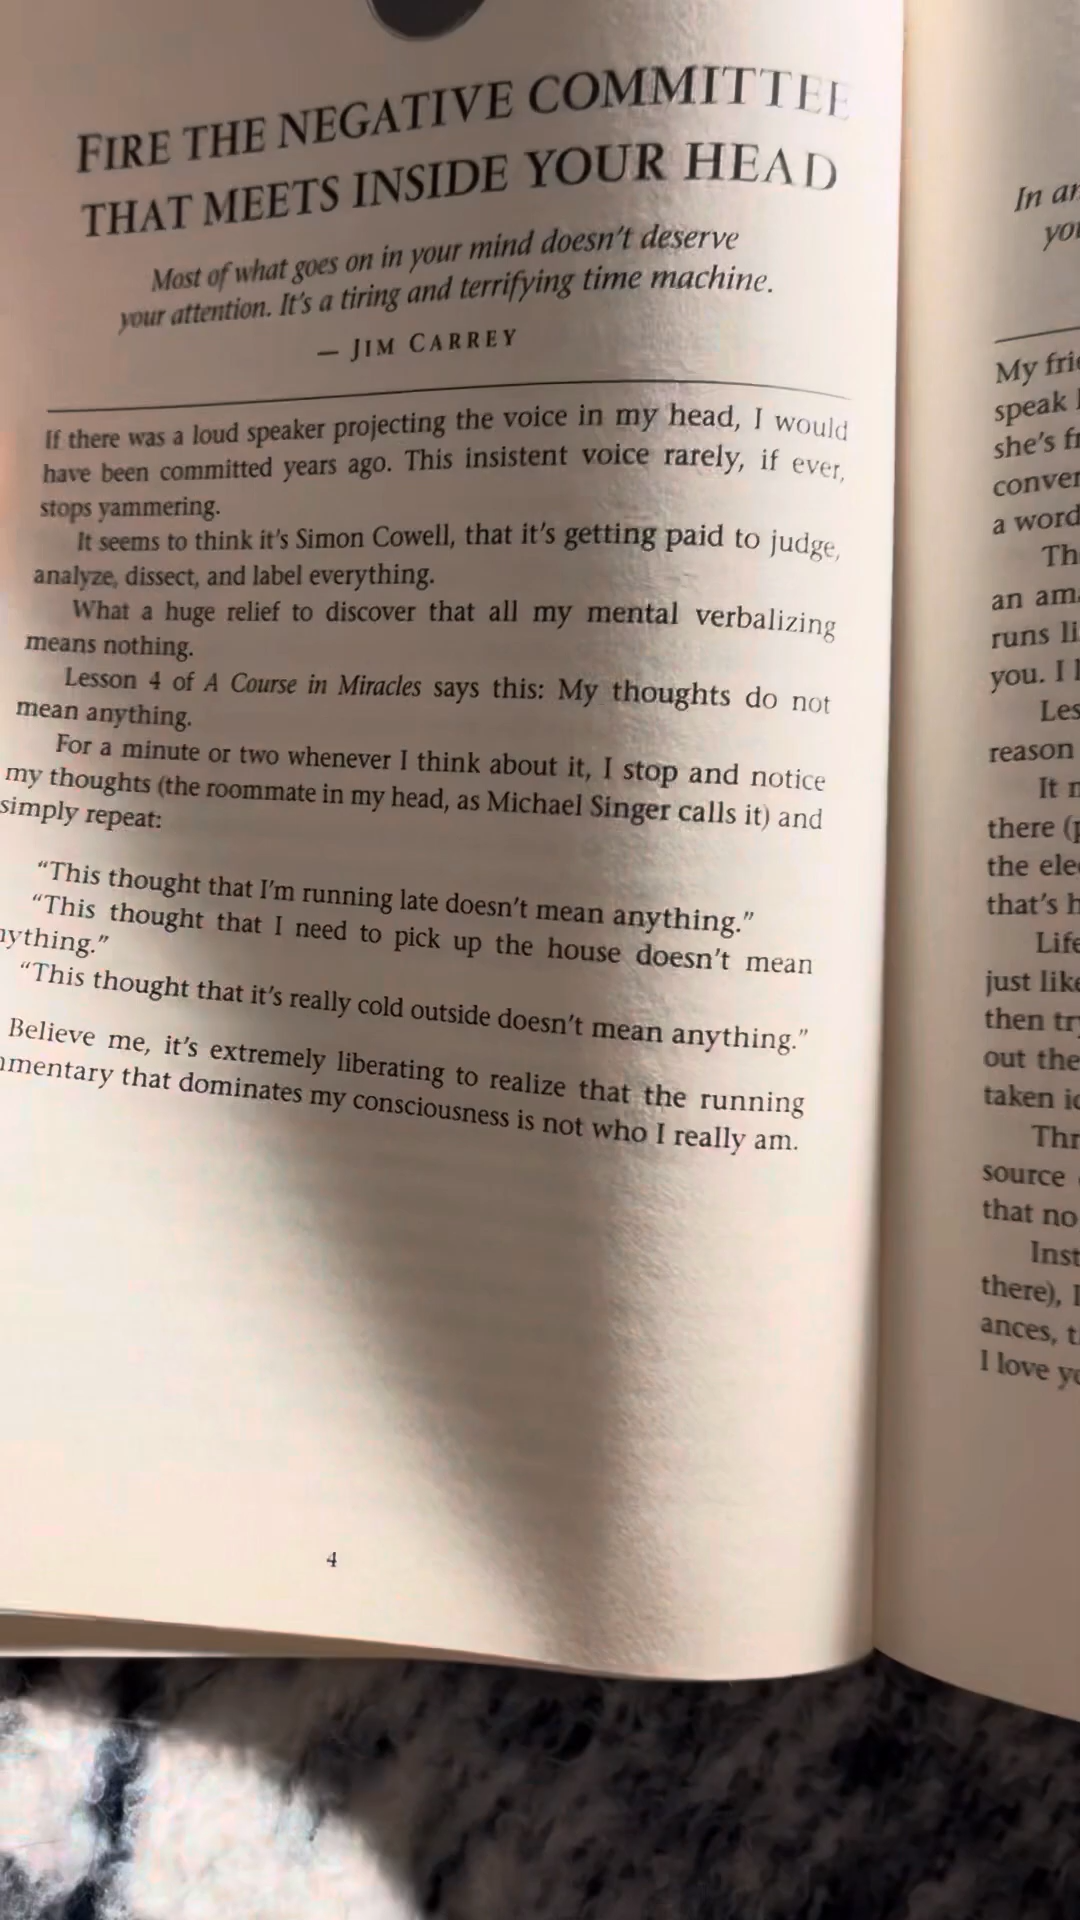 FIRE THE NEGATIVE COMMITTEE
THAT MEETS INSIDE YOUR HEAD
Most of what goes on in your mind doesn't deserve
your attention. It's a tiring and terrifying time machine.
— JIM CARREY
If there was a loud speaker projecting the voice in my head, I would
have been committed years ago. This insistent voice rarely, if ever,
stops yammering.
It seems to think it's Simon Cowell, that it's getting paid to judge,
analyze, dissect, and label everything.
What a huge relief to discover that all my mental verbalizing
means nothing.
Lesson 4 of A Course in Miracles says this: My thoughts do not
mean anything.
For a minute or two whenever I think about it, I stop and notice
my thoughts (the roommate in my head, as Michael Singer calls it) and
simply repeat:
“This thought that I'm running late doesn't mean anything.”
“This thought that I need to pick up the house doesn't mean
nything.”
“This thought that it's really cold outside doesn't mean anything.”
Believe me, it's extremely liberating to realize that the running
mmentary that dominates my consciousness is not who I really am.
4
In
you
My
speak
she's
a word
an
runs
you. I
reason
It
there
the
that's
Life
just
then
out the
taken
source
that no
there), I
I love